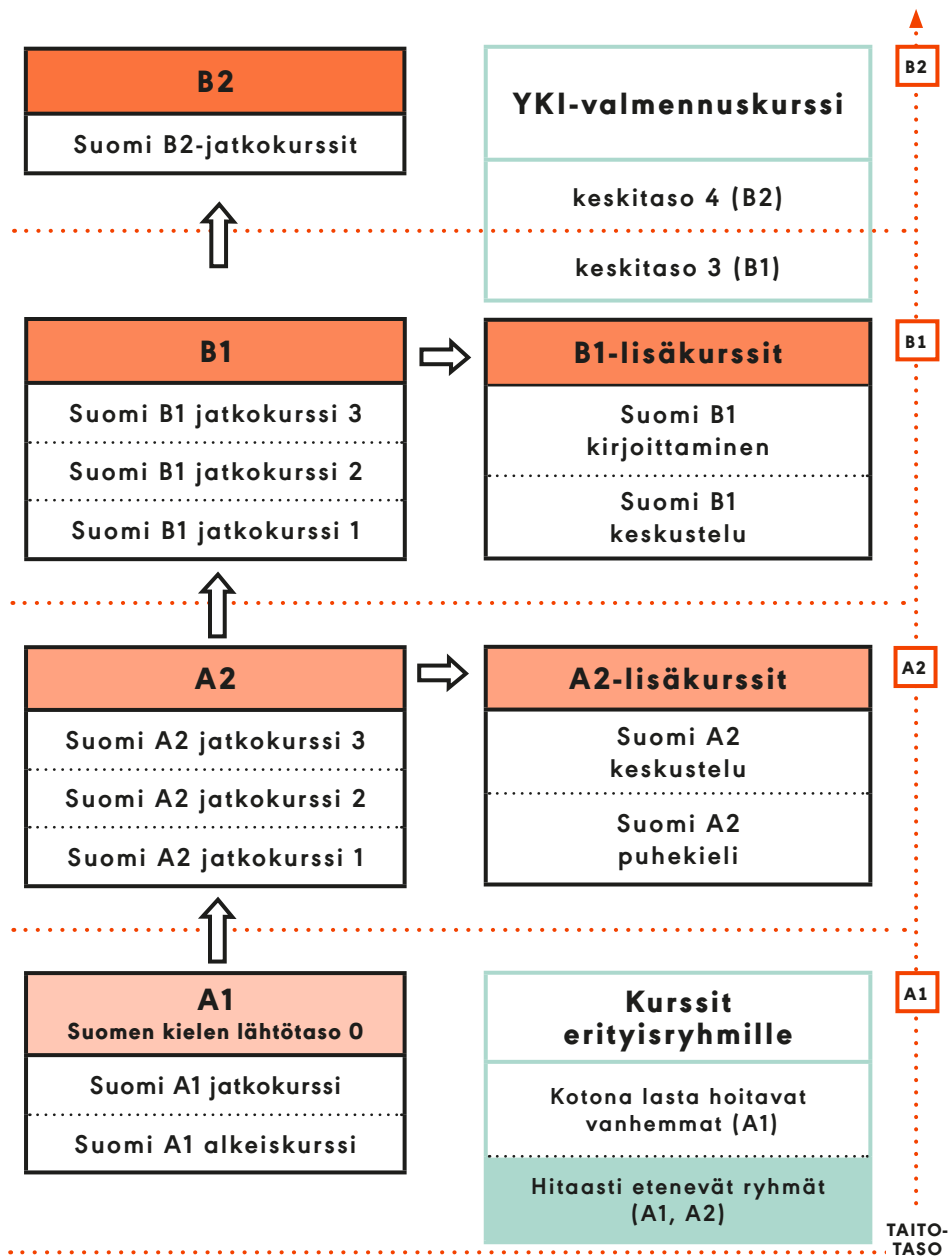 B2
Suomi B2-jatkokurssit
YKI-valmennuskurssi
keskitaso 4 (B2)
keskitaso 3 (B1)
B2
B1
Suomi B1 jatkokurssi 3
Suomi B1 jatkokurssi 2
Suomi B1 jatkokurssi 1
B1-lisäkurssit
Suomi B1
kirjoittaminen
Suomi B1
keskustelu
B1
A2
Suomi A2 jatkokurssi 3
Suomi A2 jatkokurssi 2
Suomi A2 jatkokurssi 1
A2-lisäkurssit
Suomi A2
keskustelu
Suomi A2
puhekieli
A2
A1
Suomen kielen lähtötaso 0
Suomi A1 jatkokurssi
Suomi A1 alkeiskurssi
Kurssit
erityisryhmille
Kotona lasta hoitavat
vanhemmat (A1)
Hitaasti etenevät ryhmät
(A1, A2)
A1
TAITO-
TASO